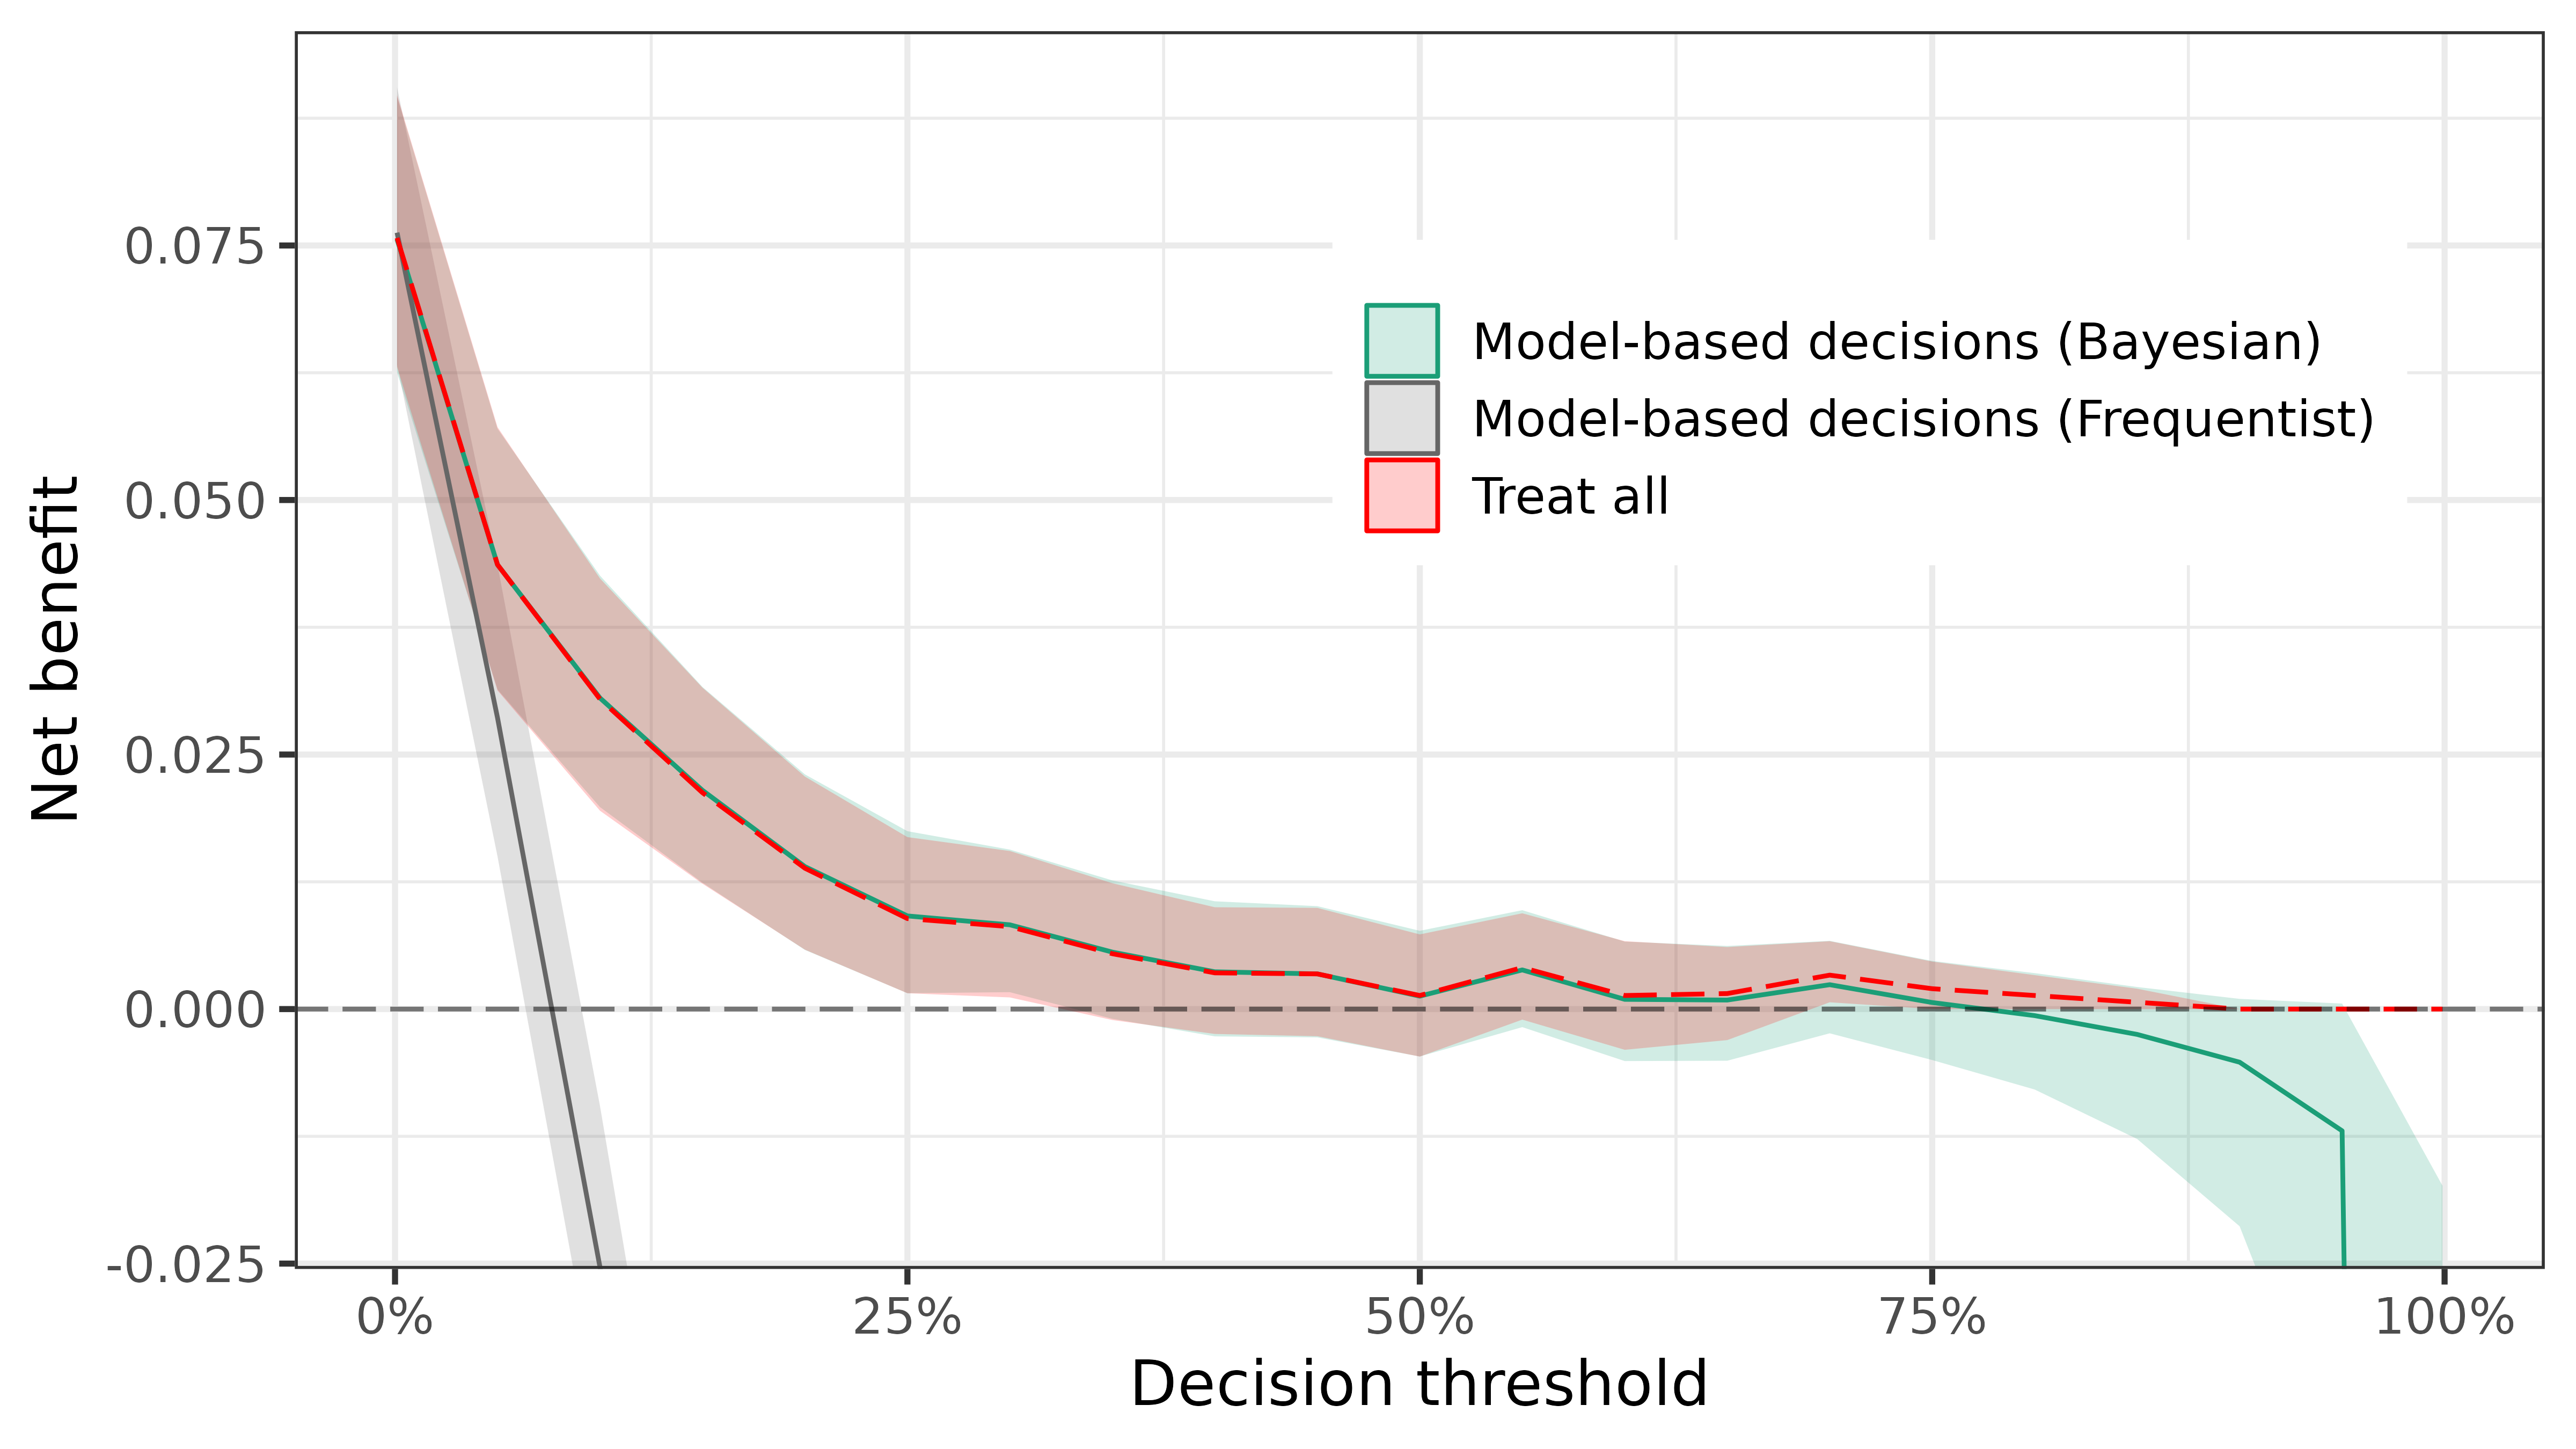 Net benefit
0.075
0.050
0.025
0.000
-0.025
Model-based decisions (Bayesian)
Model-based decisions (Frequentist)
Treat all
0%
25%
50%
75%
100%
Decision threshold